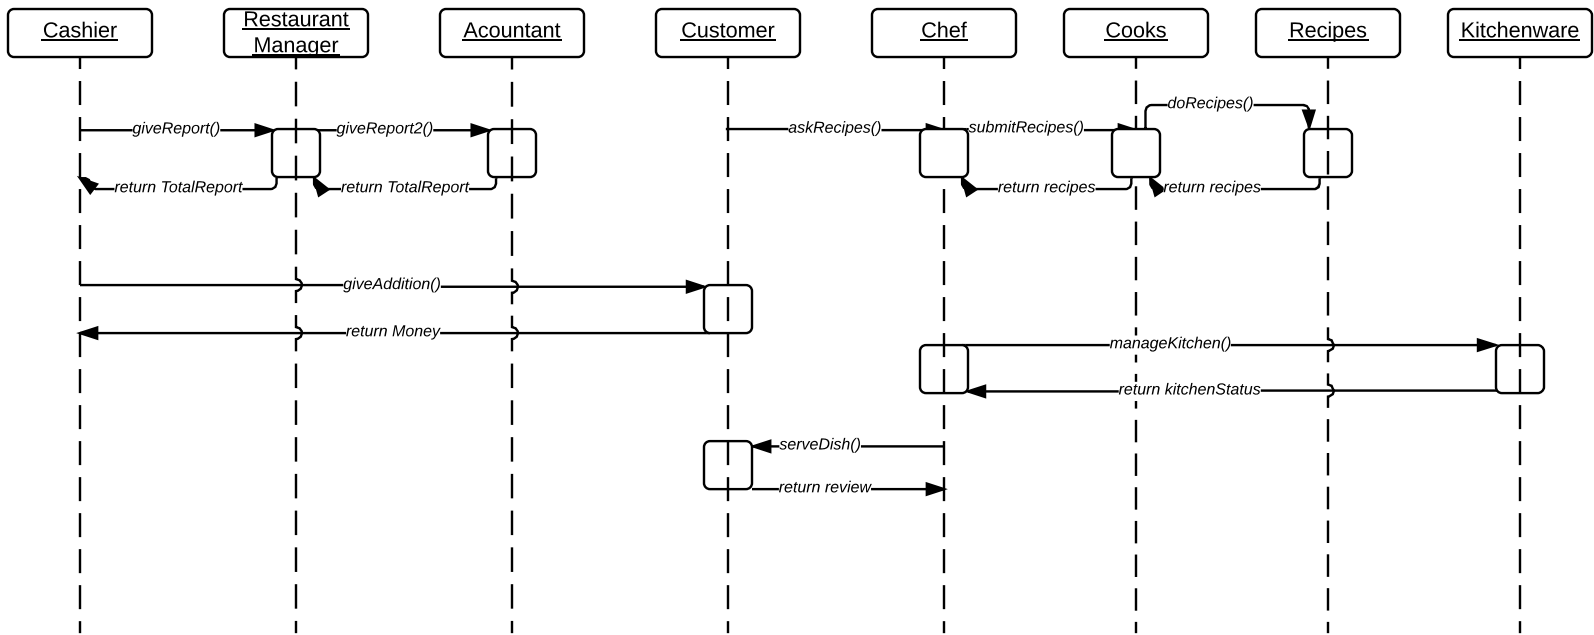 Cashier
Restaurant
Manager
Acountant
Customer
Chef
Cooks
Recipes
Kitchenware
doRecipes()
giveReport()
giveReport2()
askRecipes()
submitRecipes()
return TotalReport
return TotalReport
return recipes
return recipes
giveAddition()
return Money
manageKitchen()
return kitchenStatus
serveDish()
return review